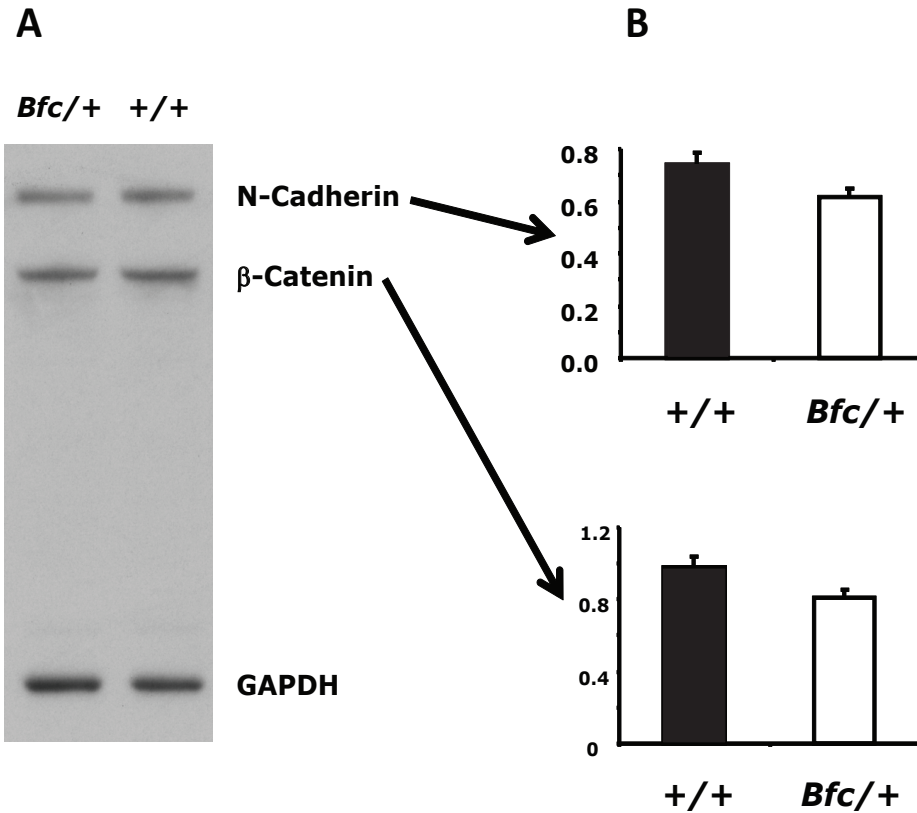 A
Bfc/+ +/+
N-Cadherin
β-Catenin
GAPDH
B
0.8
0.6
0.4
0.2
0.0
+/+ Bfc/+
1.2
0.8
0.4
0
+/+ Bfc/+